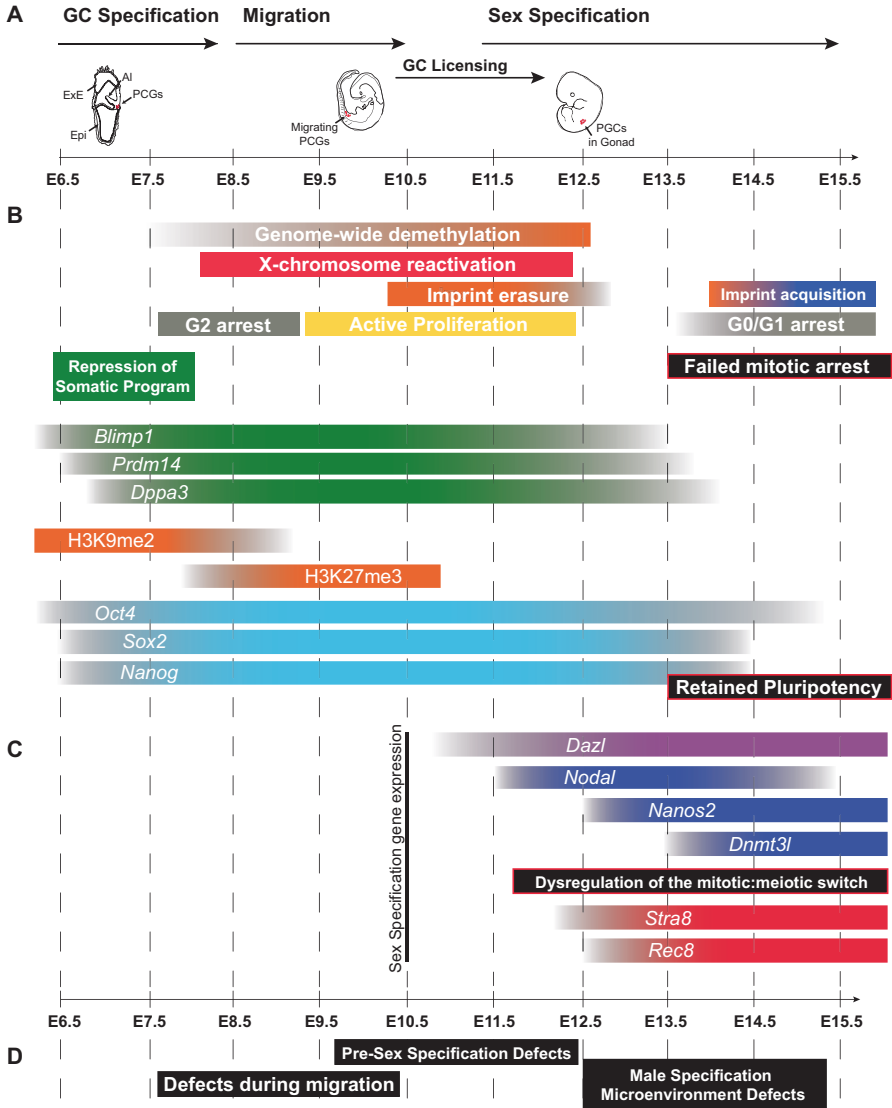 A
GC Specification
Migration
Sex Specification
GC Licensing
ExE
Al
PCGs
Epi
Migrating
PCGs
PGCs
in Gonad
E6.5 E7.5 E8.5 E9.5 E10.5 E11.5 E12.5 E13.5 E14.5 E15.5
B
Genome-wide demethylation
X-chromosome reactivation
Imprint erasure
Imprint acquisition
G2 arrest
Active Proliferation
G0/G1 arrest
Repression of
Somatic Program
Failed mitotic arrest
Blimp1
Prdm14
Dppa3
H3K9me2
H3K27me3
Oct4
Sox2
Nanog
Retained Pluripotency
C
Sex Specification gene expression
Dazl
Nodal
Nanos2
Dnmt3l
Dysregulation of the mitotic:meiotic switch
Stra8
Rec8
E6.5 E7.5 E8.5 E9.5 E10.5 E11.5 E12.5 E13.5 E14.5 E15.5
D
Pre-Sex Specification Defects
Defects during migration
Male Specification
Microenvironment Defects